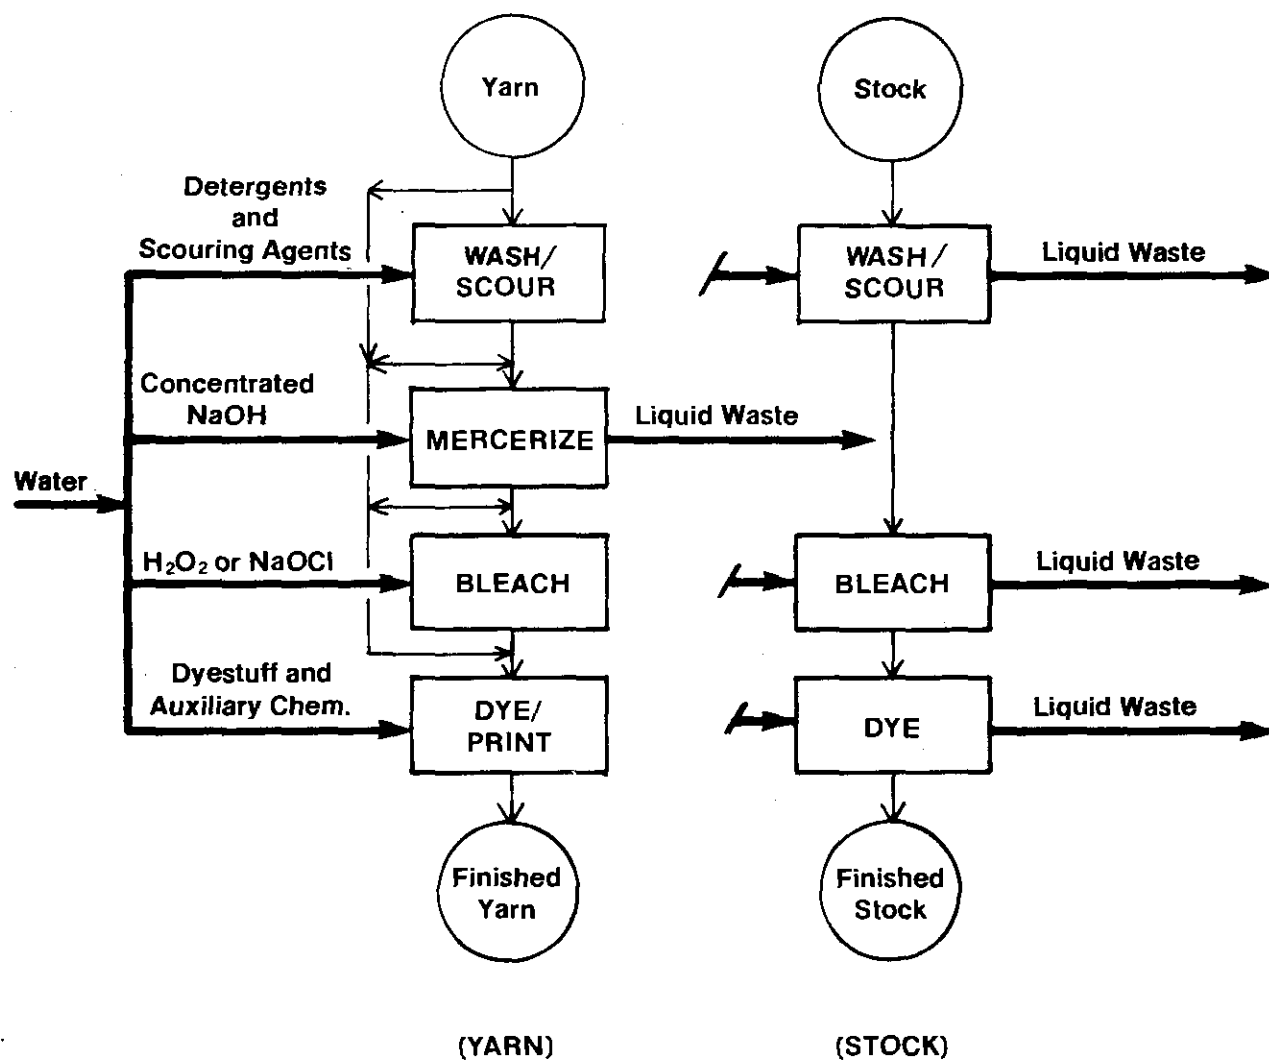 Yarn
Stock
Detergents
and
Scouring Agents
WASH/
SCOUR
WASH/
SCOUR
Liquid Waste
Concentrated
NaOH
MERCERIZE
Liquid Waste
Water
H₂O₂ or NaOCl
BLEACH
BLEACH
Liquid Waste
Dyestuff and
Auxiliary Chem.
DYE/
PRINT
DYE
Liquid Waste
Finished
Yarn
Finished
Stock
(YARN)
(STOCK)